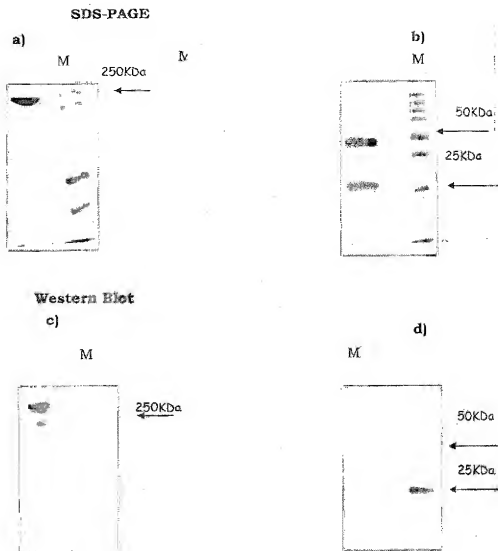 SDS-PAGE
a)
M
250KDa
M
b)
M
50KDa
25KDa
Western Blot
c)
M
250KDa
d)
M
50KDa
25KDa